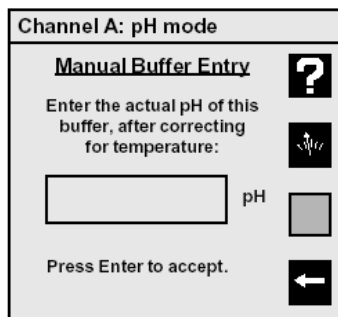 Channel A: pH mode
Manual Buffer Entry
?
Enter the actual pH of this
buffer, after correcting
for temperature:
pH
Press Enter to accept.